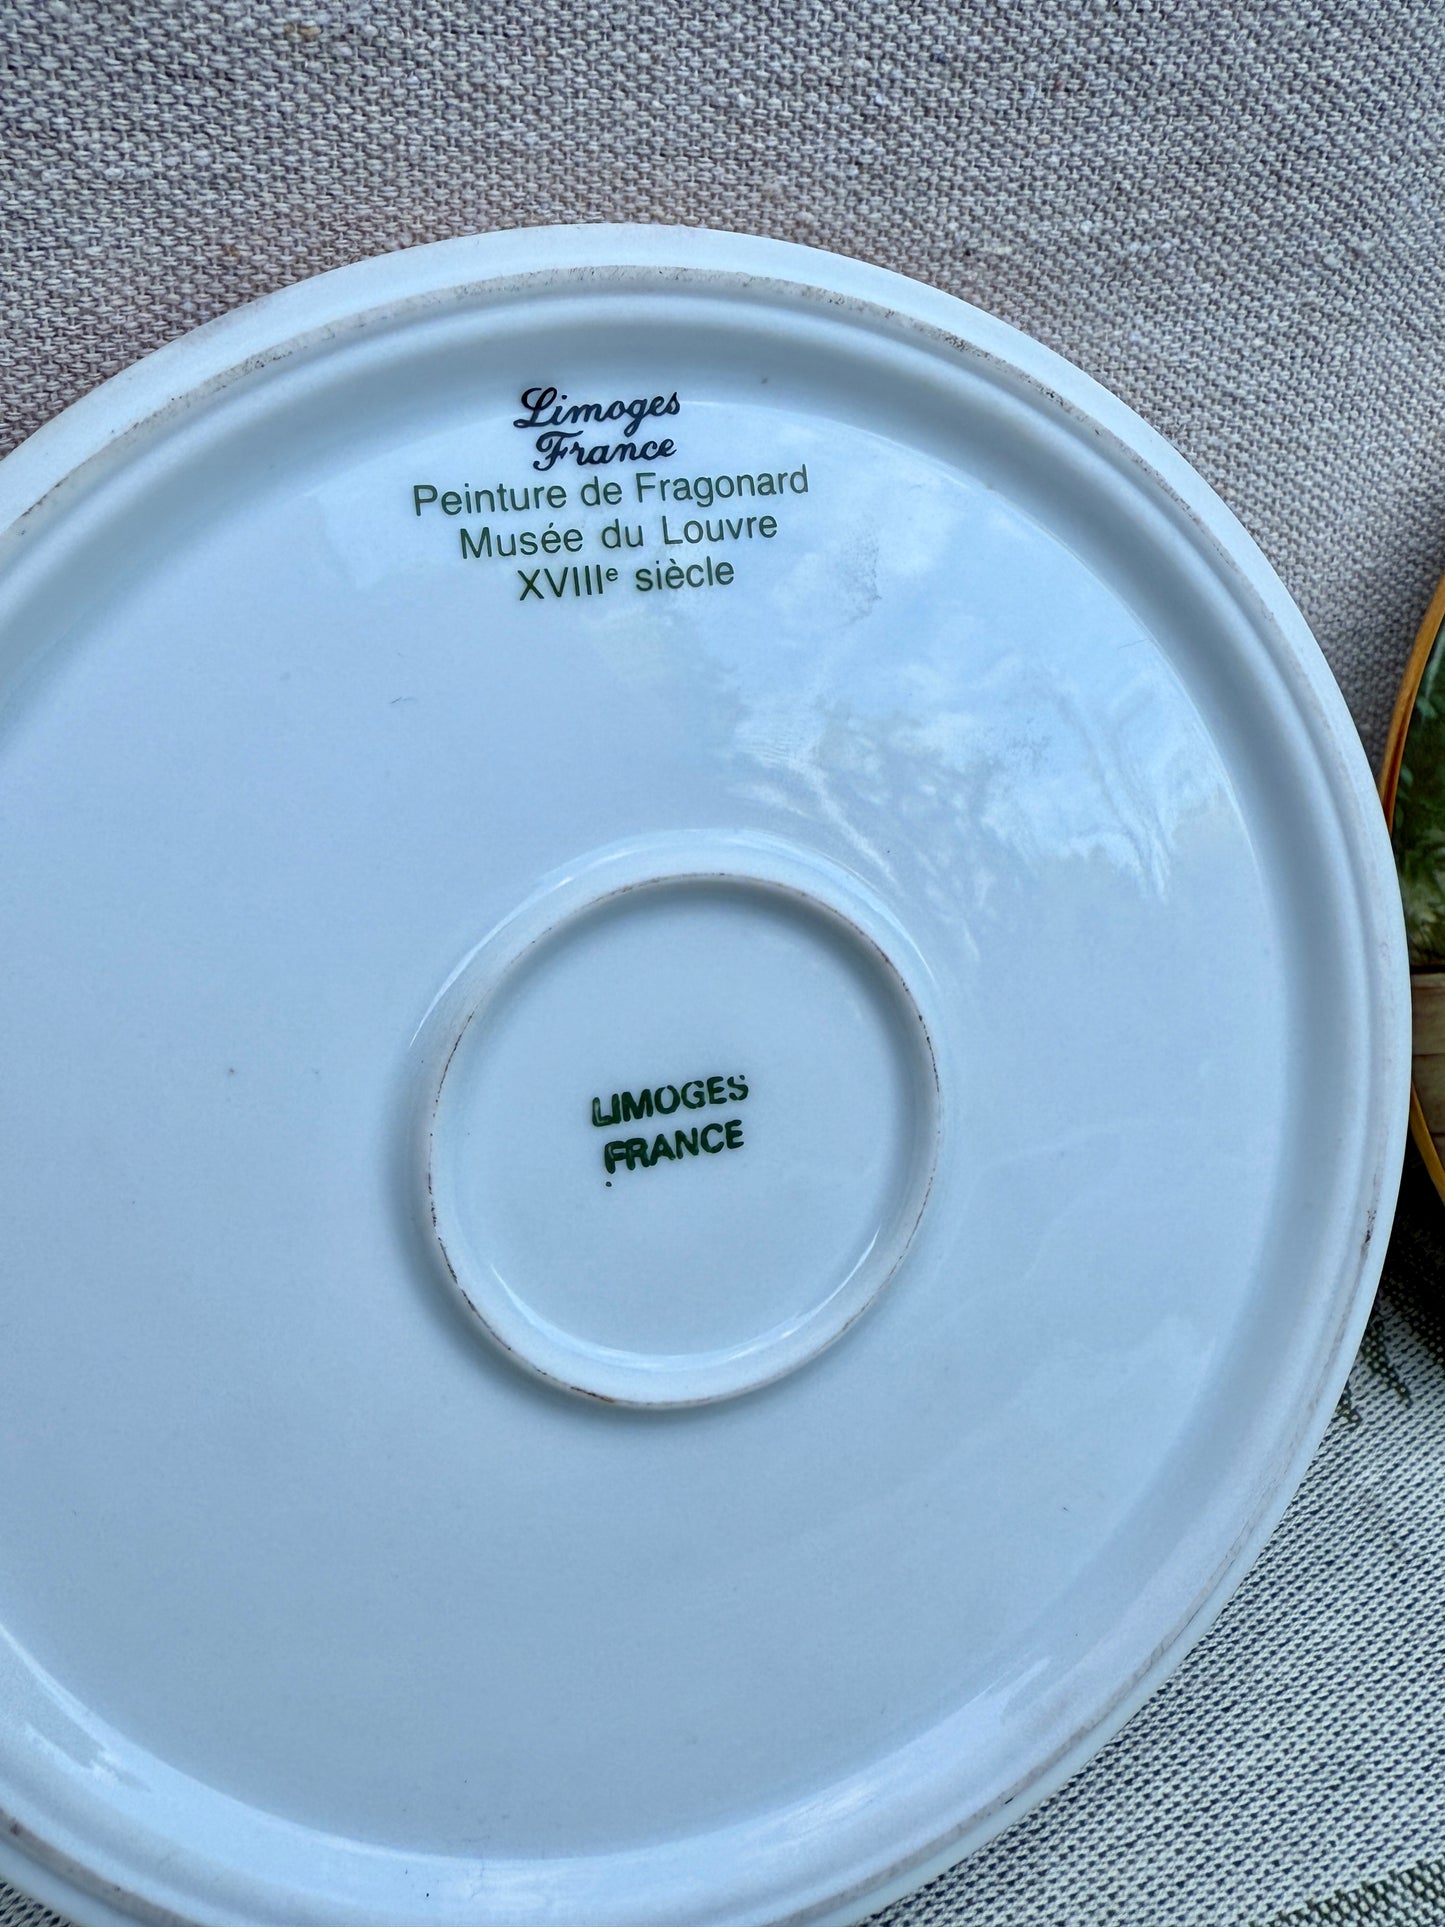 Limoges
France
Peinture de Fragonard
Musée du Louvre
XVIIIᵉ siècle
LIMOGES
FRANCE